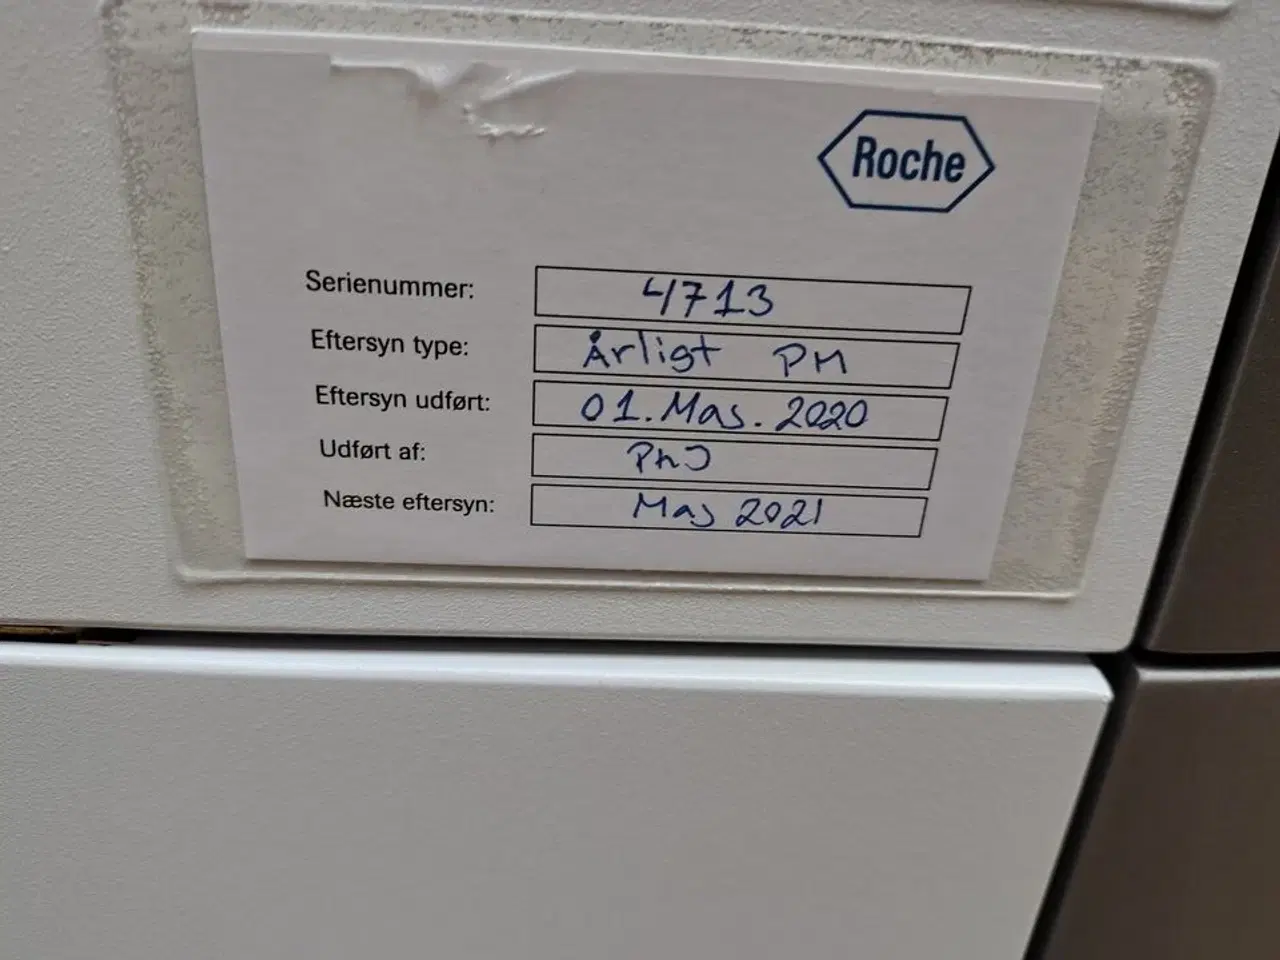 Roche
Serienummer: 4713
Eftersyn type: Årligt PM
Eftersyn udført: 01. Maj. 2020
Udført af: PHJ
Næste eftersyn: Maj 2021